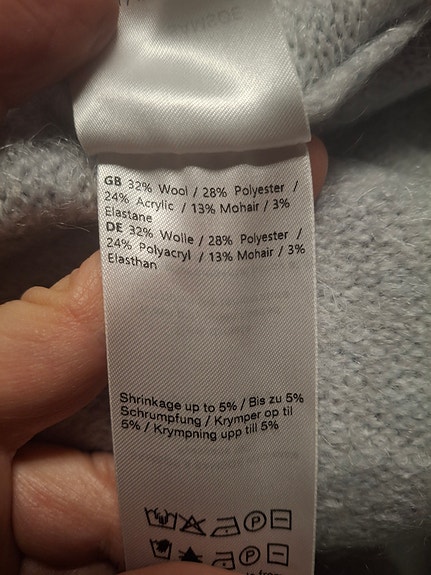 GB 32% Wool / 28% Polyester /
24% Acrylic / 13% Mohair / 3%
Elastane
DE 32% Wolle / 28% Polyester /
24% Polyacryl / 13% Mohair / 3%
Elasthan
Shrinkage up to 5% / Bis zu 5%
Schrumpfung / Krymper op til
5% / Krympning upp till 5%
P
P